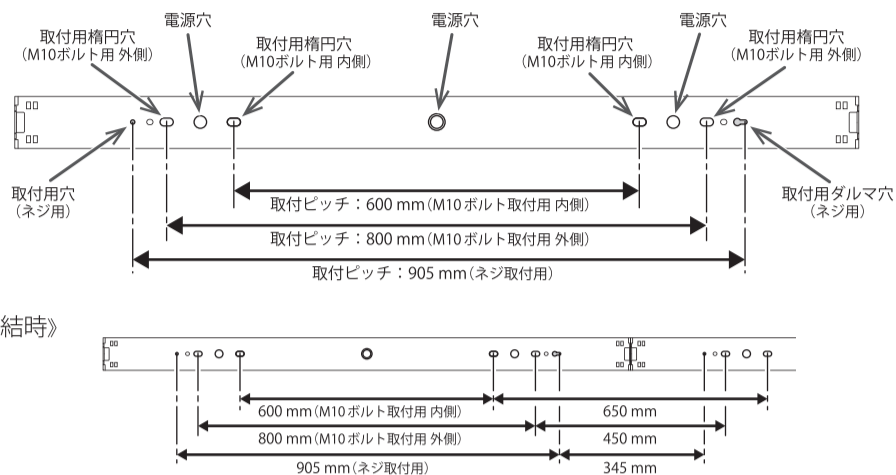 電源穴
電源穴
電源穴
取付用楕円穴
(M10ボルト用 外側)
取付用楕円穴
(M10ボルト用 内側)
取付用楕円穴
(M10ボルト用 内側)
取付用楕円穴
(M10ボルト用 外側)
取付用穴
(ネジ用)
取付用ダルマ穴
(ネジ用)
取付ピッチ：600 mm(M10ボルト取付用 内側)
取付ピッチ：800 mm(M10ボルト取付用 外側)
取付ピッチ：905 mm(ネジ取付用)
結時》
600 mm(M10ボルト取付用 内側)
650 mm
800 mm(M10ボルト取付用 外側)
450 mm
905 mm(ネジ取付用)
345 mm